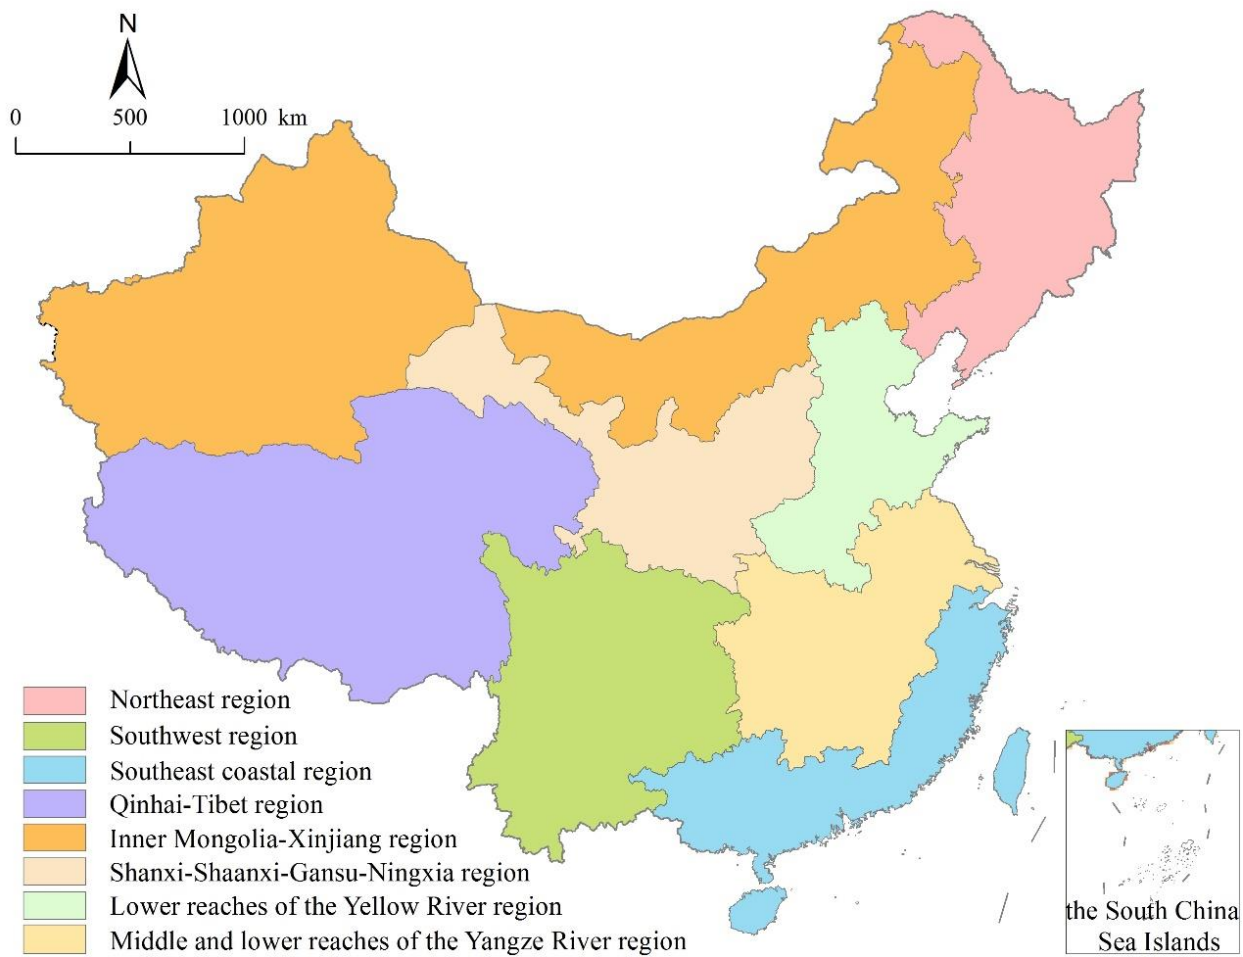 N
0 500 1000 km
Northeast region
Southwest region
Southeast coastal region
Qinhai-Tibet region
Inner Mongolia-Xinjiang region
Shanxi-Shaanxi-Gansu-Ningxia region
Lower reaches of the Yellow River region
Middle and lower reaches of the Yangze River region
the South China
Sea Islands